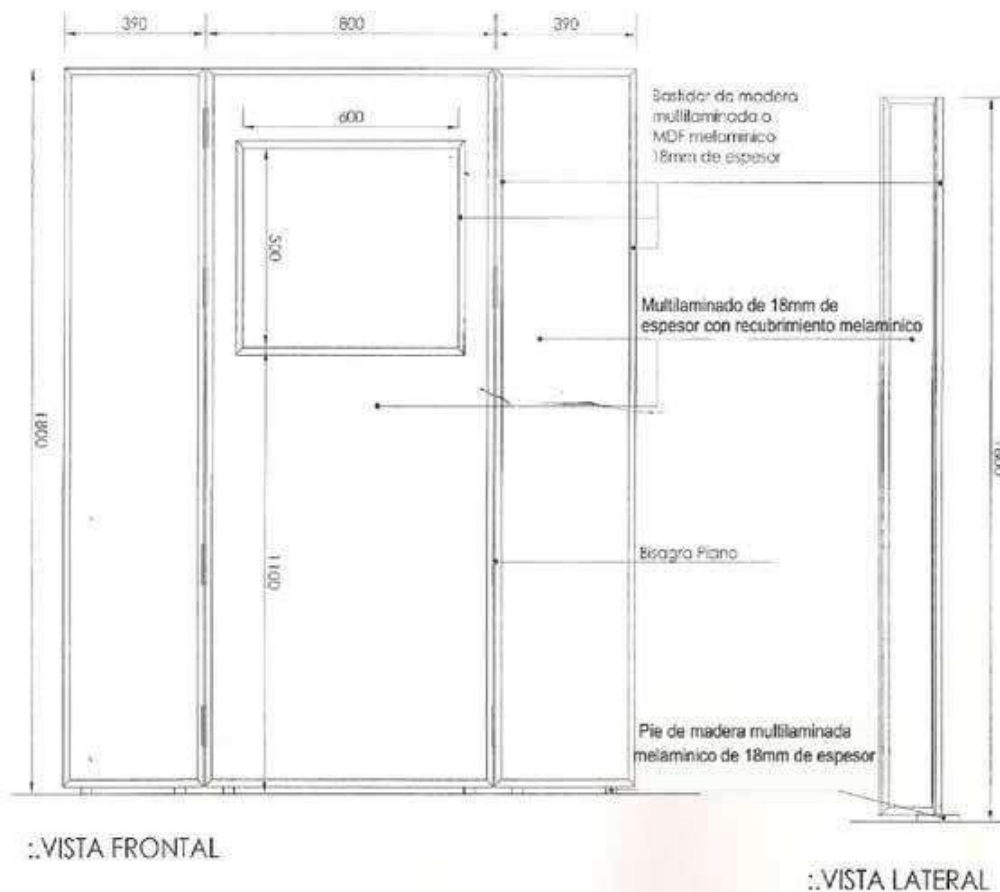 390
800
390
600
500
1800
1100
Bastidor de madera
multilaminada o
MDF melaminico
18mm de espesor
Multilaminado de 18mm de
espesor con recubrimiento melaminico
Bisagra Piano
Pie de madera multilaminada
melaminico de 18mm de espesor
:.VISTA FRONTAL
:.VISTA LATERAL